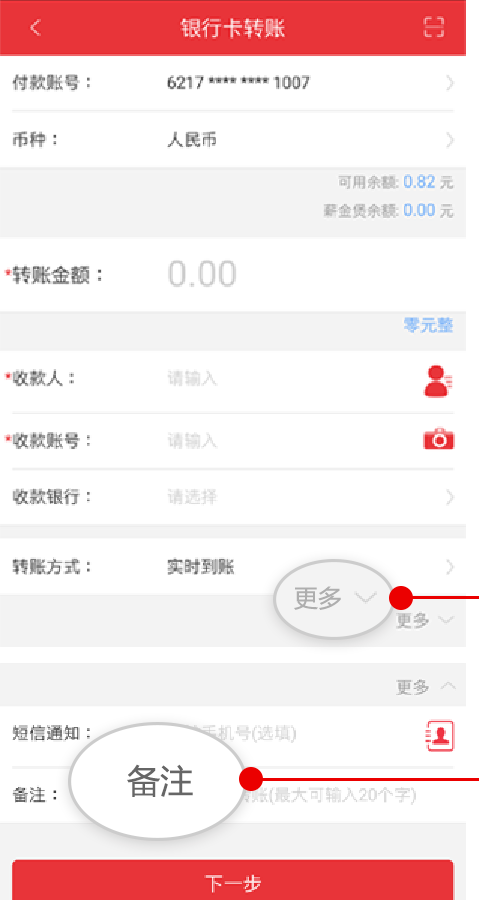 银行卡转账
付款账号： 6217 **** **** 1007
币种： 人民币
可用余额: 0.82 元
薪金煲余额: 0.00 元
*转账金额： 0.00
零元整
*收款人： 请输入
*收款账号： 请输入
收款银行： 请选择
转账方式： 实时到账
更多
更多
更多
短信通知： 手机号(选填)
备注
备注： 转账(最大可输入20个字)
下一步